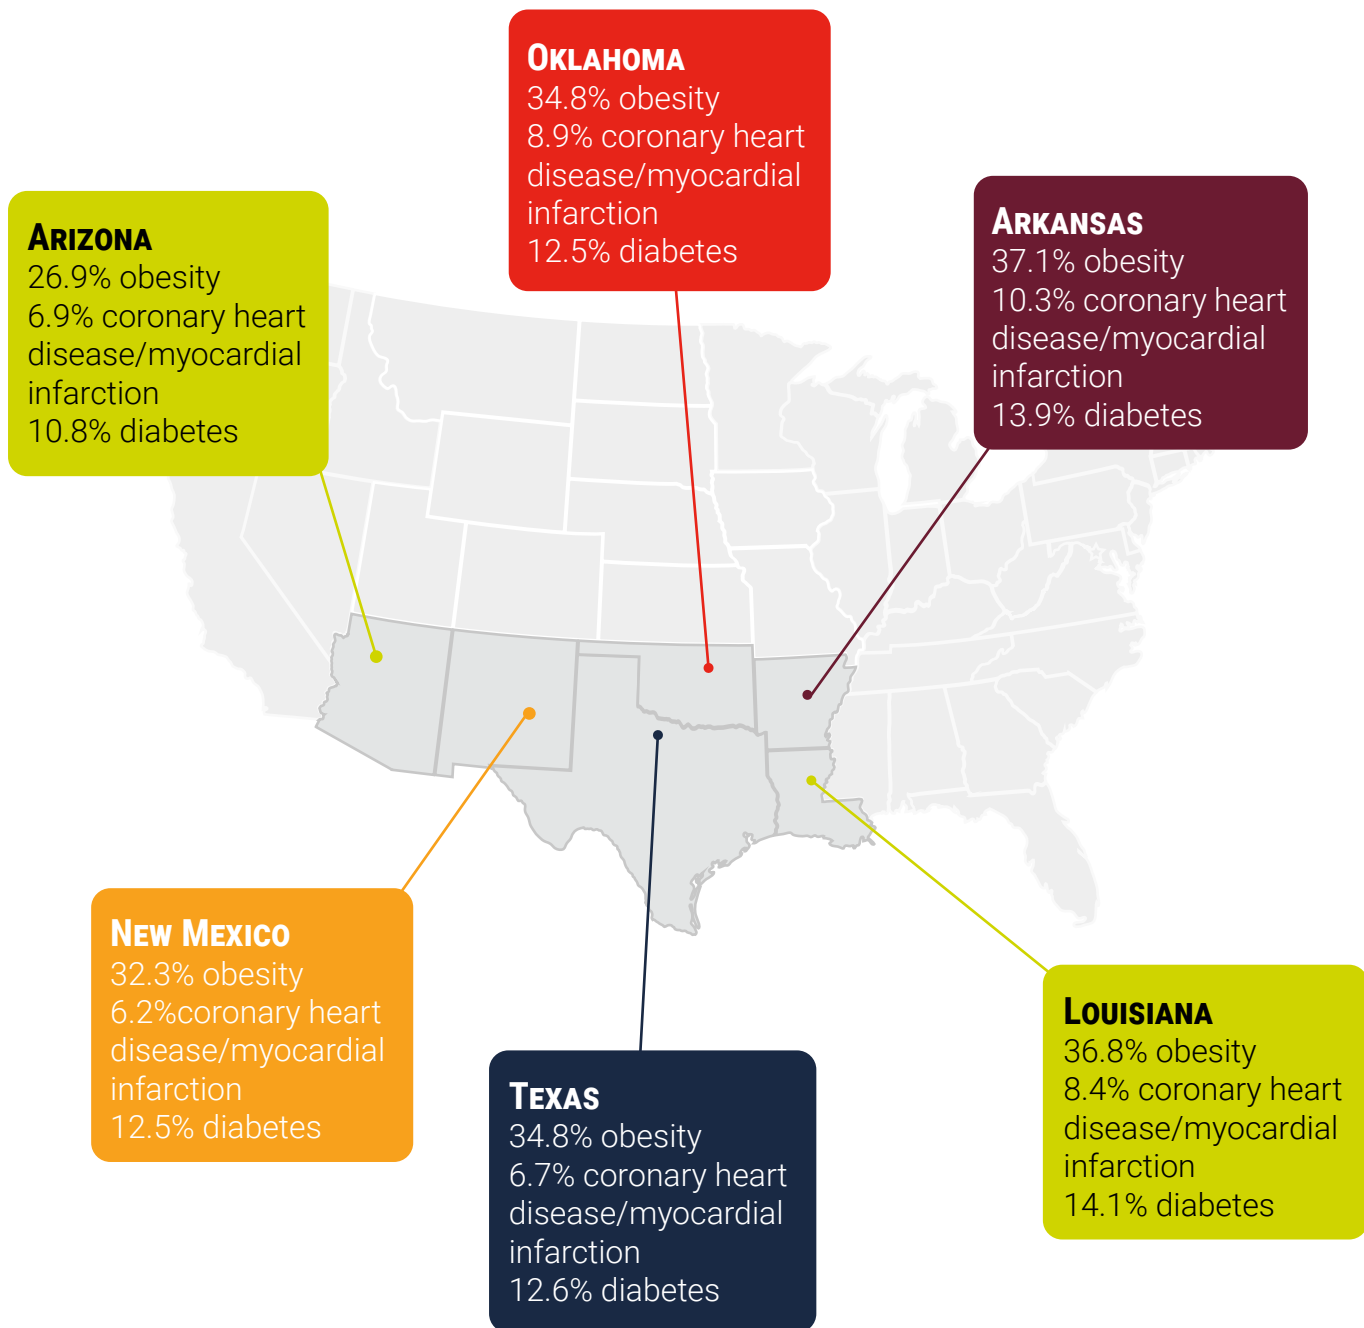 OKLAHOMA
34.8% obesity
8.9% coronary heart
disease/myocardial
infarction
12.5% diabetes
ARIZONA
26.9% obesity
6.9% coronary heart
disease/myocardial
infarction
10.8% diabetes
ARKANSAS
37.1% obesity
10.3% coronary heart
disease/myocardial
infarction
13.9% diabetes
NEW MEXICO
32.3% obesity
6.2%coronary heart
disease/myocardial
infarction
12.5% diabetes
TEXAS
34.8% obesity
6.7% coronary heart
disease/myocardial
infarction
12.6% diabetes
LOUISIANA
36.8% obesity
8.4% coronary heart
disease/myocardial
infarction
14.1% diabetes